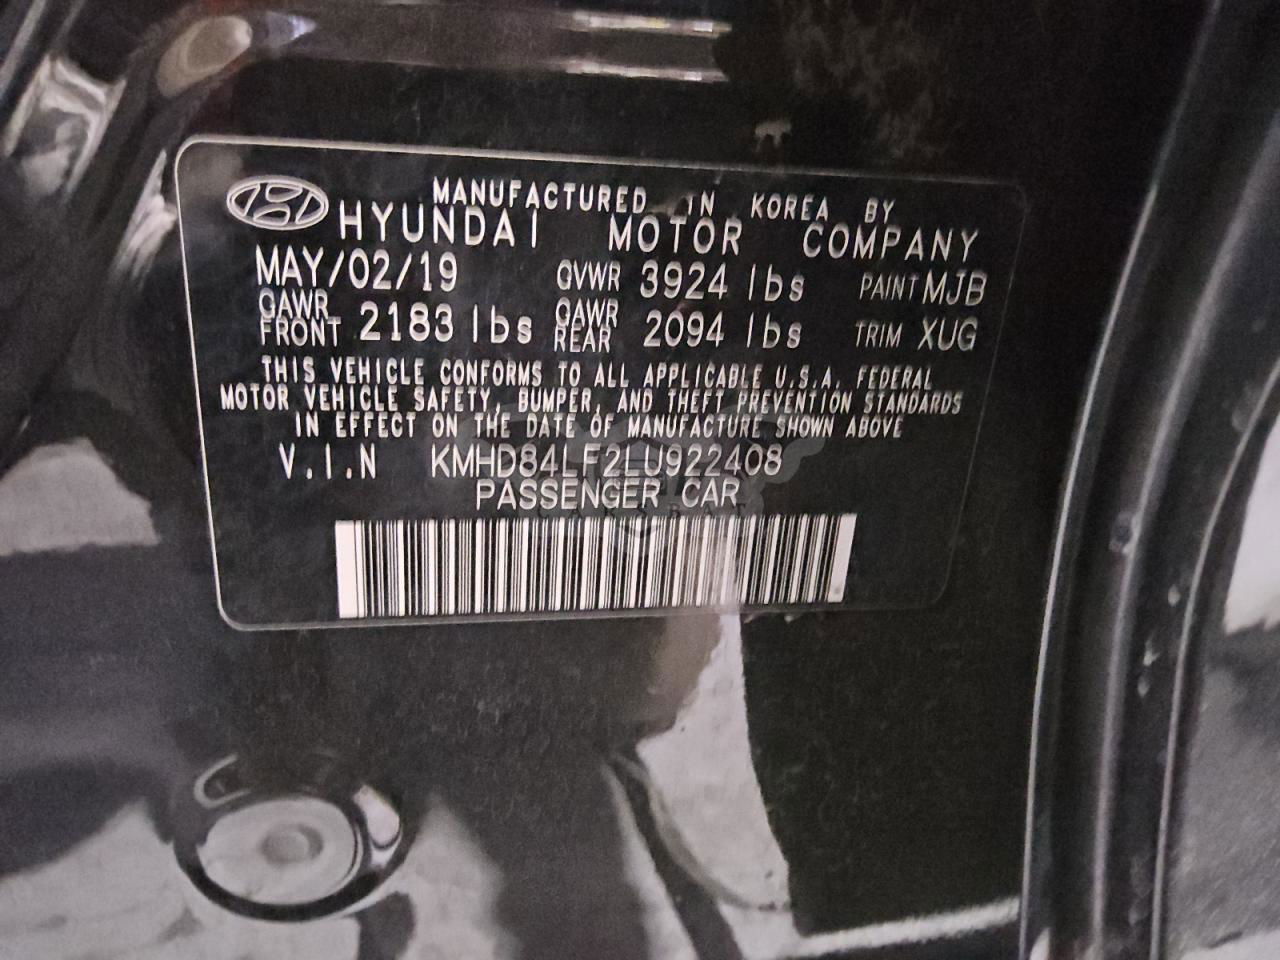 MANUFACTURED IN KOREA BY
HYUNDAI MOTOR COMPANY
MAY/02/19 GVWR 3924 lbs PAINT MJB
GAWR FRONT 2183 lbs GAWR REAR 2094 lbs TRIM XUG
THIS VEHICLE CONFORMS TO ALL APPLICABLE U.S.A. FEDERAL
MOTOR VEHICLE SAFETY, BUMPER, AND THEFT PREVENTION STANDARDS
IN EFFECT ON THE DATE OF MANUFACTURE SHOWN ABOVE
V.I.N KMHD84LF2LU922408
PASSENGER CAR